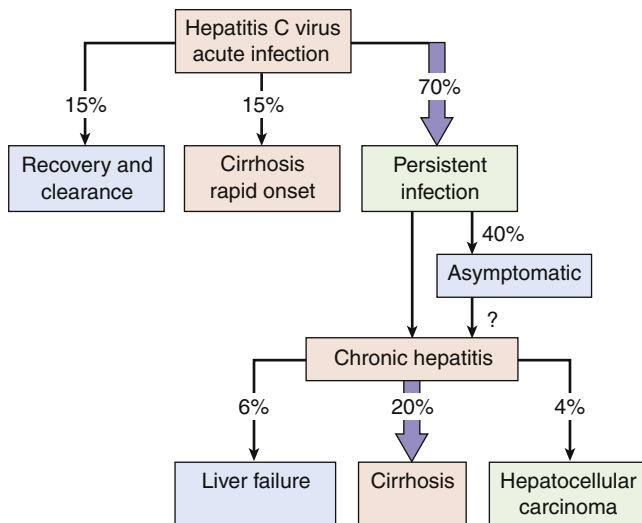 Hepatitis C virus
acute infection
15%
15%
70%
Recovery and
clearance
Cirrhosis
rapid onset
Persistent
infection
40%
Asymptomatic
?
Chronic hepatitis
6%
20%
4%
Liver failure
Cirrhosis
Hepatocellular
carcinoma